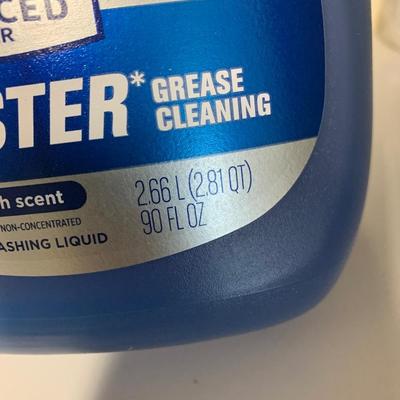 CED
R
STER*
GREASE
CLEANING
h scent
NON-CONCENTRATED
ASHING LIQUID
2.66 L (2.81 QT)
90 FL OZ